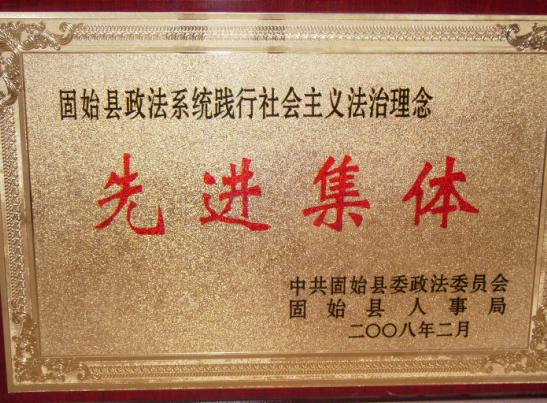 固始县政法系统践行社会主义法治理念
先进集体
中共固始县委政法委员会
固始县人事局
二〇〇八年二月